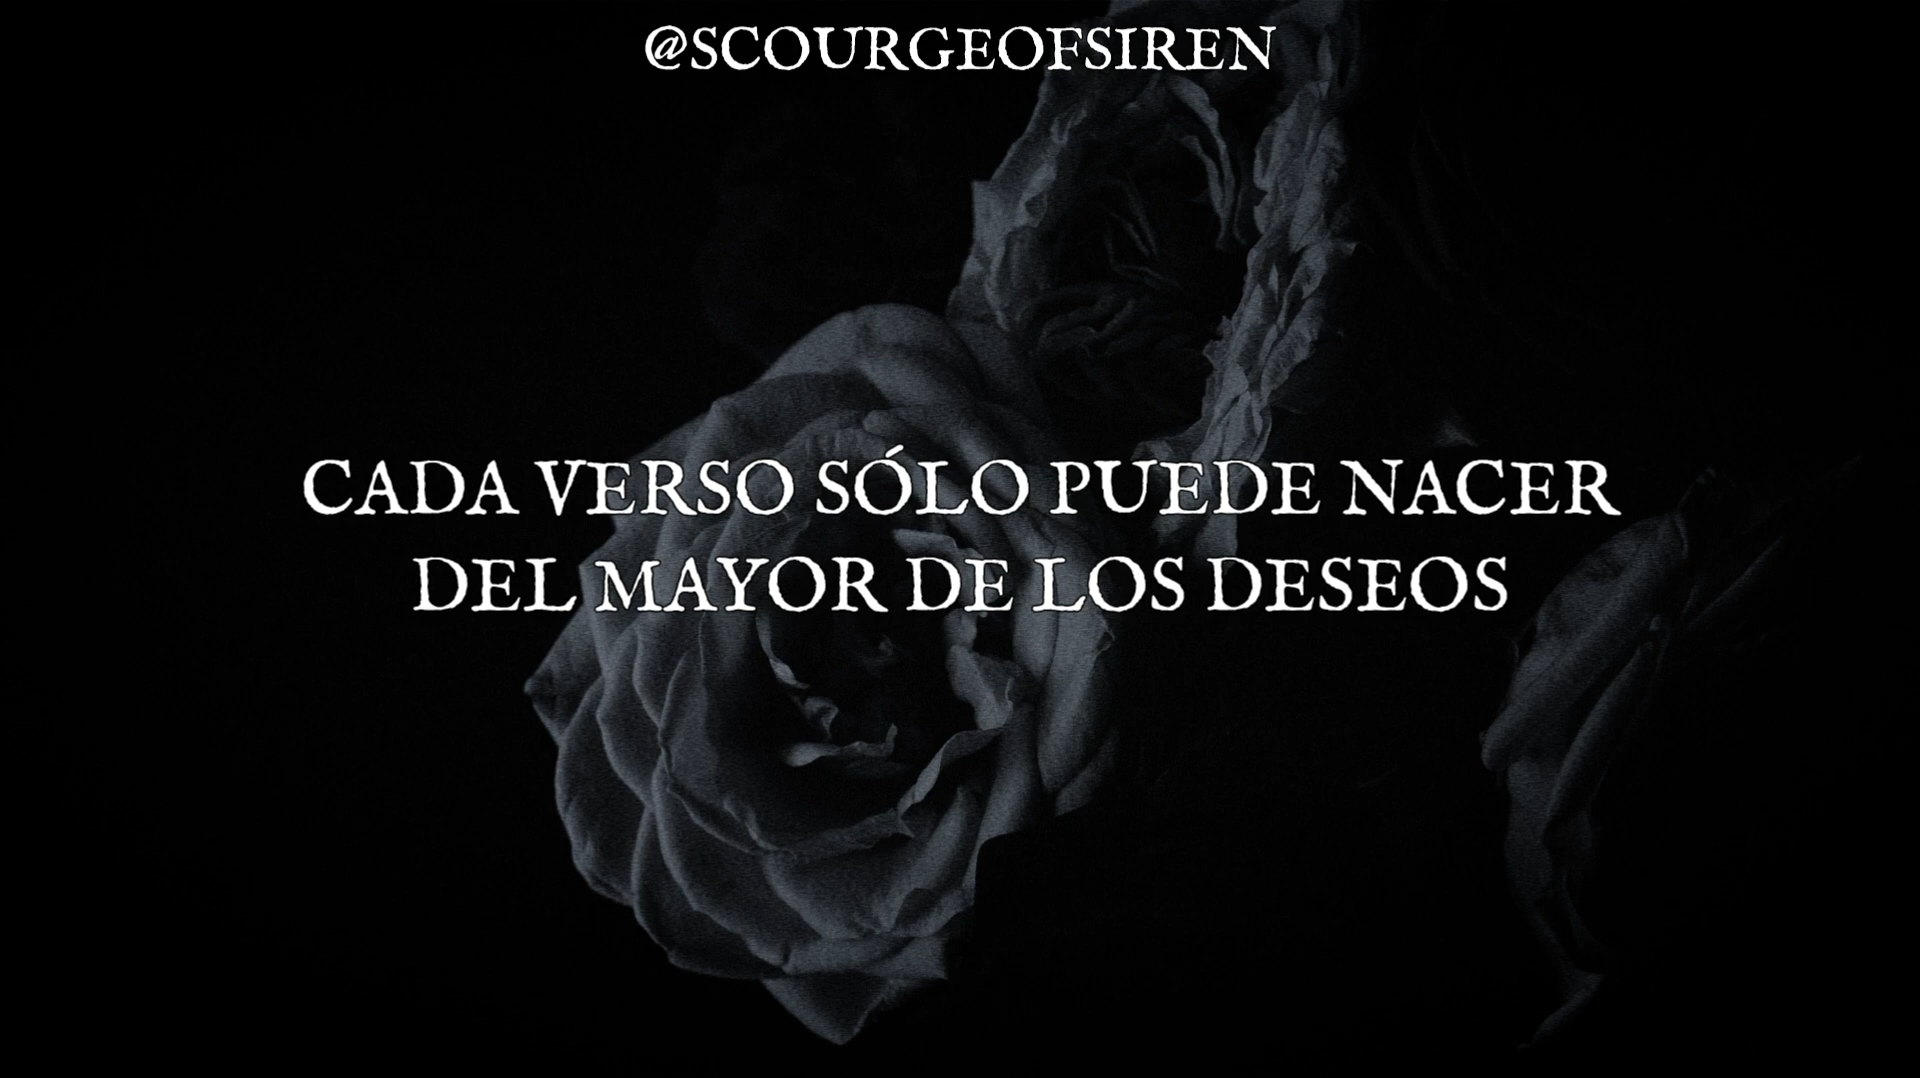 @SCOURGEOFSIREN
CADA VERSO SÓLO PUEDE NACER
DEL MAYOR DE LOS DESEOS